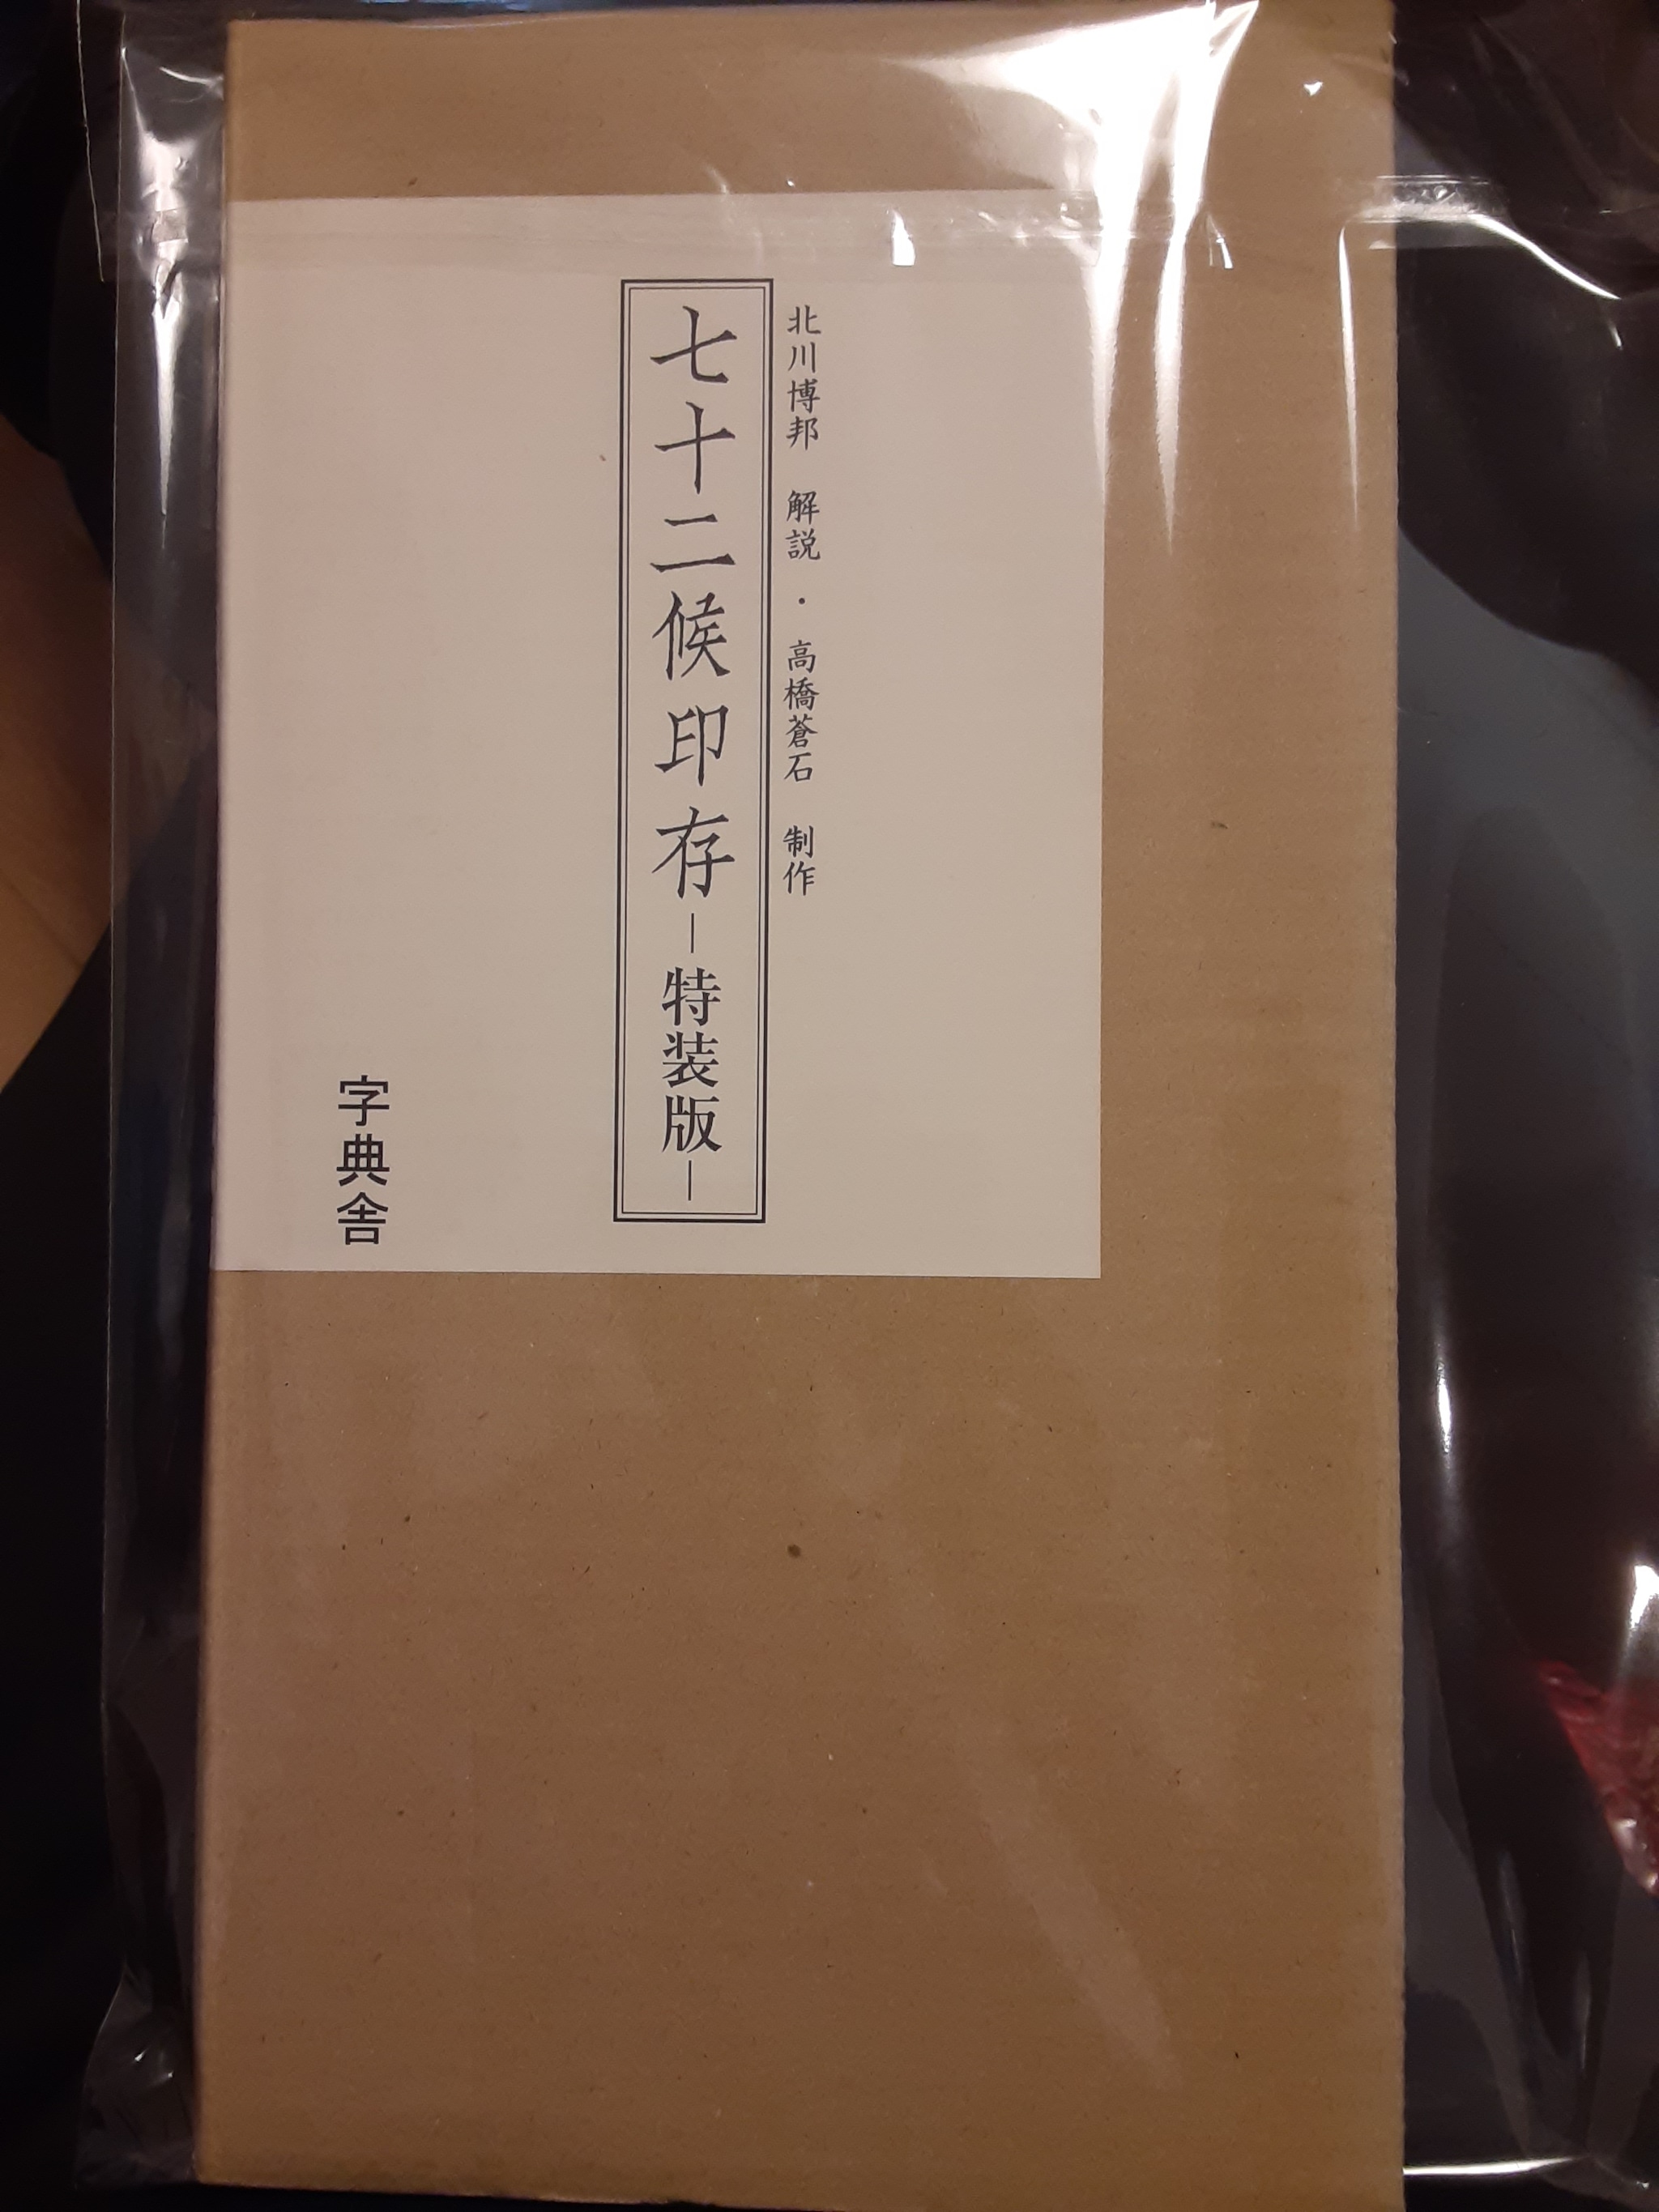 北川博邦　解説・高橋蒼石　制作
七十二候印存―特装版―
字典舎